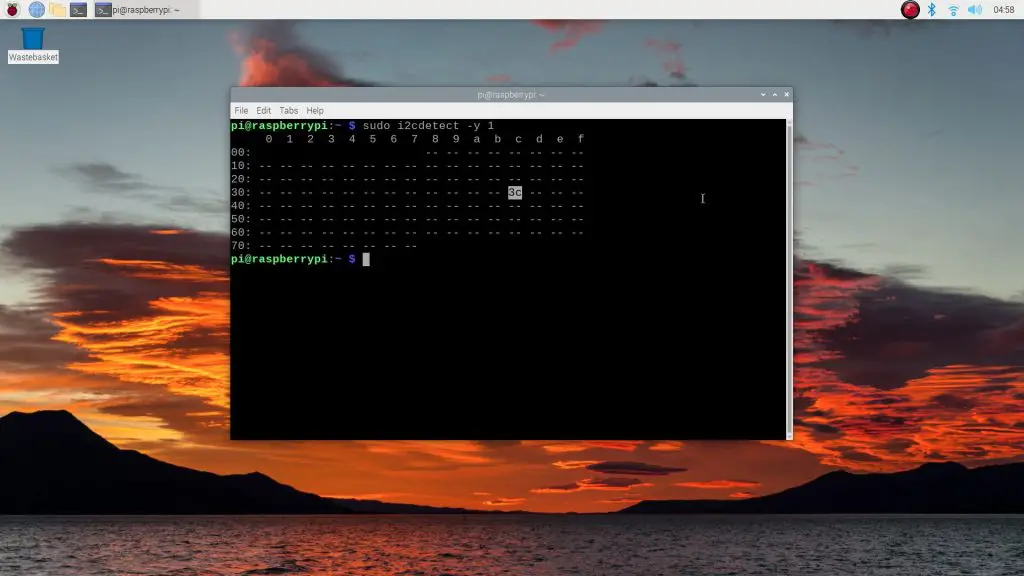 pi@raspberrypi: ~
04:58
Wastebasket
pi@raspberrypi: ~
File Edit Tabs Help
pi@raspberrypi:~ $ sudo i2cdetect -y 1
     0  1  2  3  4  5  6  7  8  9  a  b  c  d  e  f
00:                         -- -- -- -- -- -- -- --
10: -- -- -- -- -- -- -- -- -- -- -- -- -- -- -- --
20: -- -- -- -- -- -- -- -- -- -- -- -- -- -- -- --
30: -- -- -- -- -- -- -- -- -- -- -- -- 3c -- -- --
40: -- -- -- -- -- -- -- -- -- -- -- -- -- -- -- --
50: -- -- -- -- -- -- -- -- -- -- -- -- -- -- -- --
60: -- -- -- -- -- -- -- -- -- -- -- -- -- -- -- --
70: -- -- -- -- -- -- -- --
pi@raspberrypi:~ $